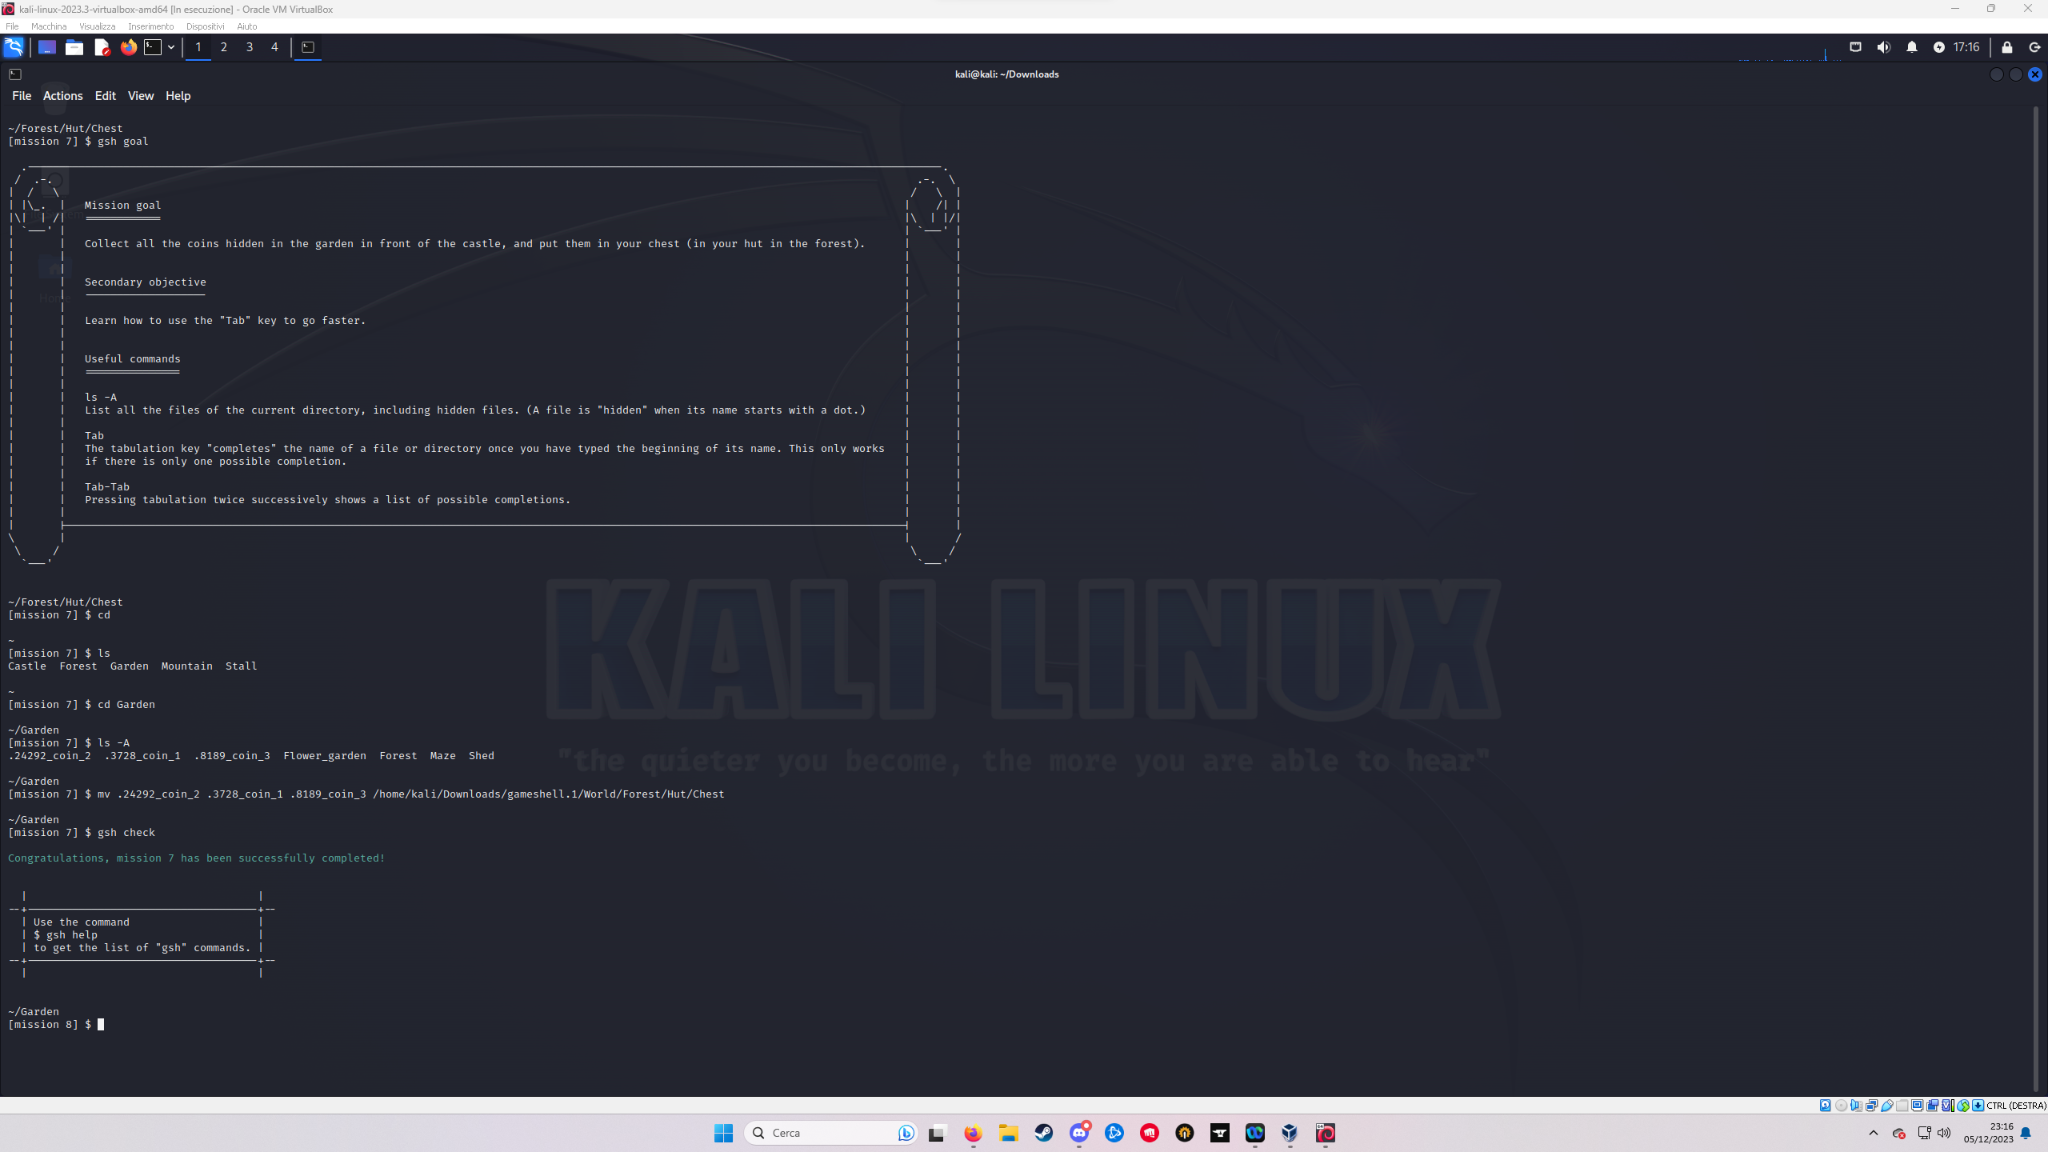 kali-linux-2023.3-virtualbox-amd64 [In esecuzione] - Oracle VM VirtualBox
File Macchina Visualizza Inserimento Dispositivi Aiuto
1 2 3 4
17:16
kali@kali: ~/Downloads
File Actions Edit View Help
~/Forest/Hut/Chest
[mission 7] $ gsh goal
Mission goal
Collect all the coins hidden in the garden in front of the castle, and put them in your chest (in your hut in the forest).
Secondary objective
Learn how to use the "Tab" key to go faster.
Useful commands
ls -A
List all the files of the current directory, including hidden files. (A file is "hidden" when its name starts with a dot.)
Tab
The tabulation key "completes" the name of a file or directory once you have typed the beginning of its name. This only works
if there is only one possible completion.
Tab-Tab
Pressing tabulation twice successively shows a list of possible completions.
~/Forest/Hut/Chest
[mission 7] $ cd
~
[mission 7] $ ls
Castle Forest Garden Mountain Stall
~
[mission 7] $ cd Garden
~/Garden
[mission 7] $ ls -A
.24292_coin_2 .3728_coin_1 .8189_coin_3 Flower_garden Forest Maze Shed
~/Garden
[mission 7] $ mv .24292_coin_2 .3728_coin_1 .8189_coin_3 /home/kali/Downloads/gameshell.1/World/Forest/Hut/Chest
~/Garden
[mission 7] $ gsh check
Congratulations, mission 7 has been successfully completed!
Use the command
$ gsh help
to get the list of "gsh" commands.
~/Garden
[mission 8] $
KALI LINUX
"the quieter you become, the more you are able to hear"
CTRL (DESTRA)
Cerca
23:16
05/12/2023